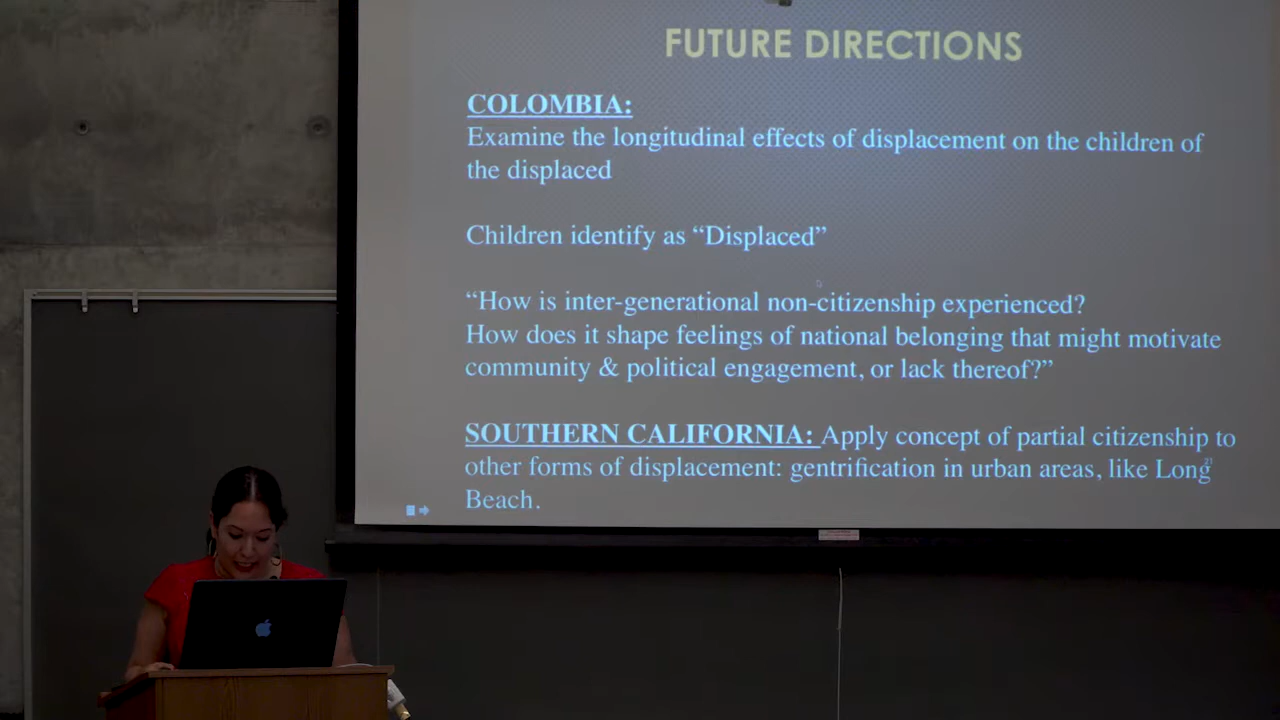 FUTURE DIRECTIONS
COLOMBIA:
Examine the longitudinal effects of displacement on the children of
the displaced
Children identify as “Displaced”
“How is inter-generational non-citizenship experienced?
How does it shape feelings of national belonging that might motivate
community & political engagement, or lack thereof?”
SOUTHERN CALIFORNIA: Apply concept of partial citizenship to
other forms of displacement: gentrification in urban areas, like Long
Beach.